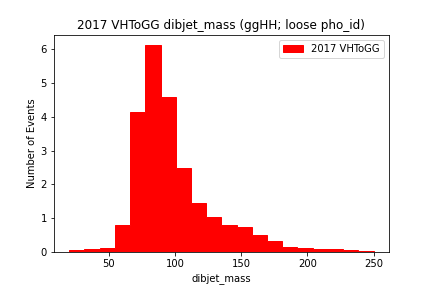 2017 VHToGG dibjet_mass (ggHH; loose pho_id)
2017 VHToGG
Number of Events
6
5
4
3
2
1
0
50 100 150 200 250
dibjet_mass